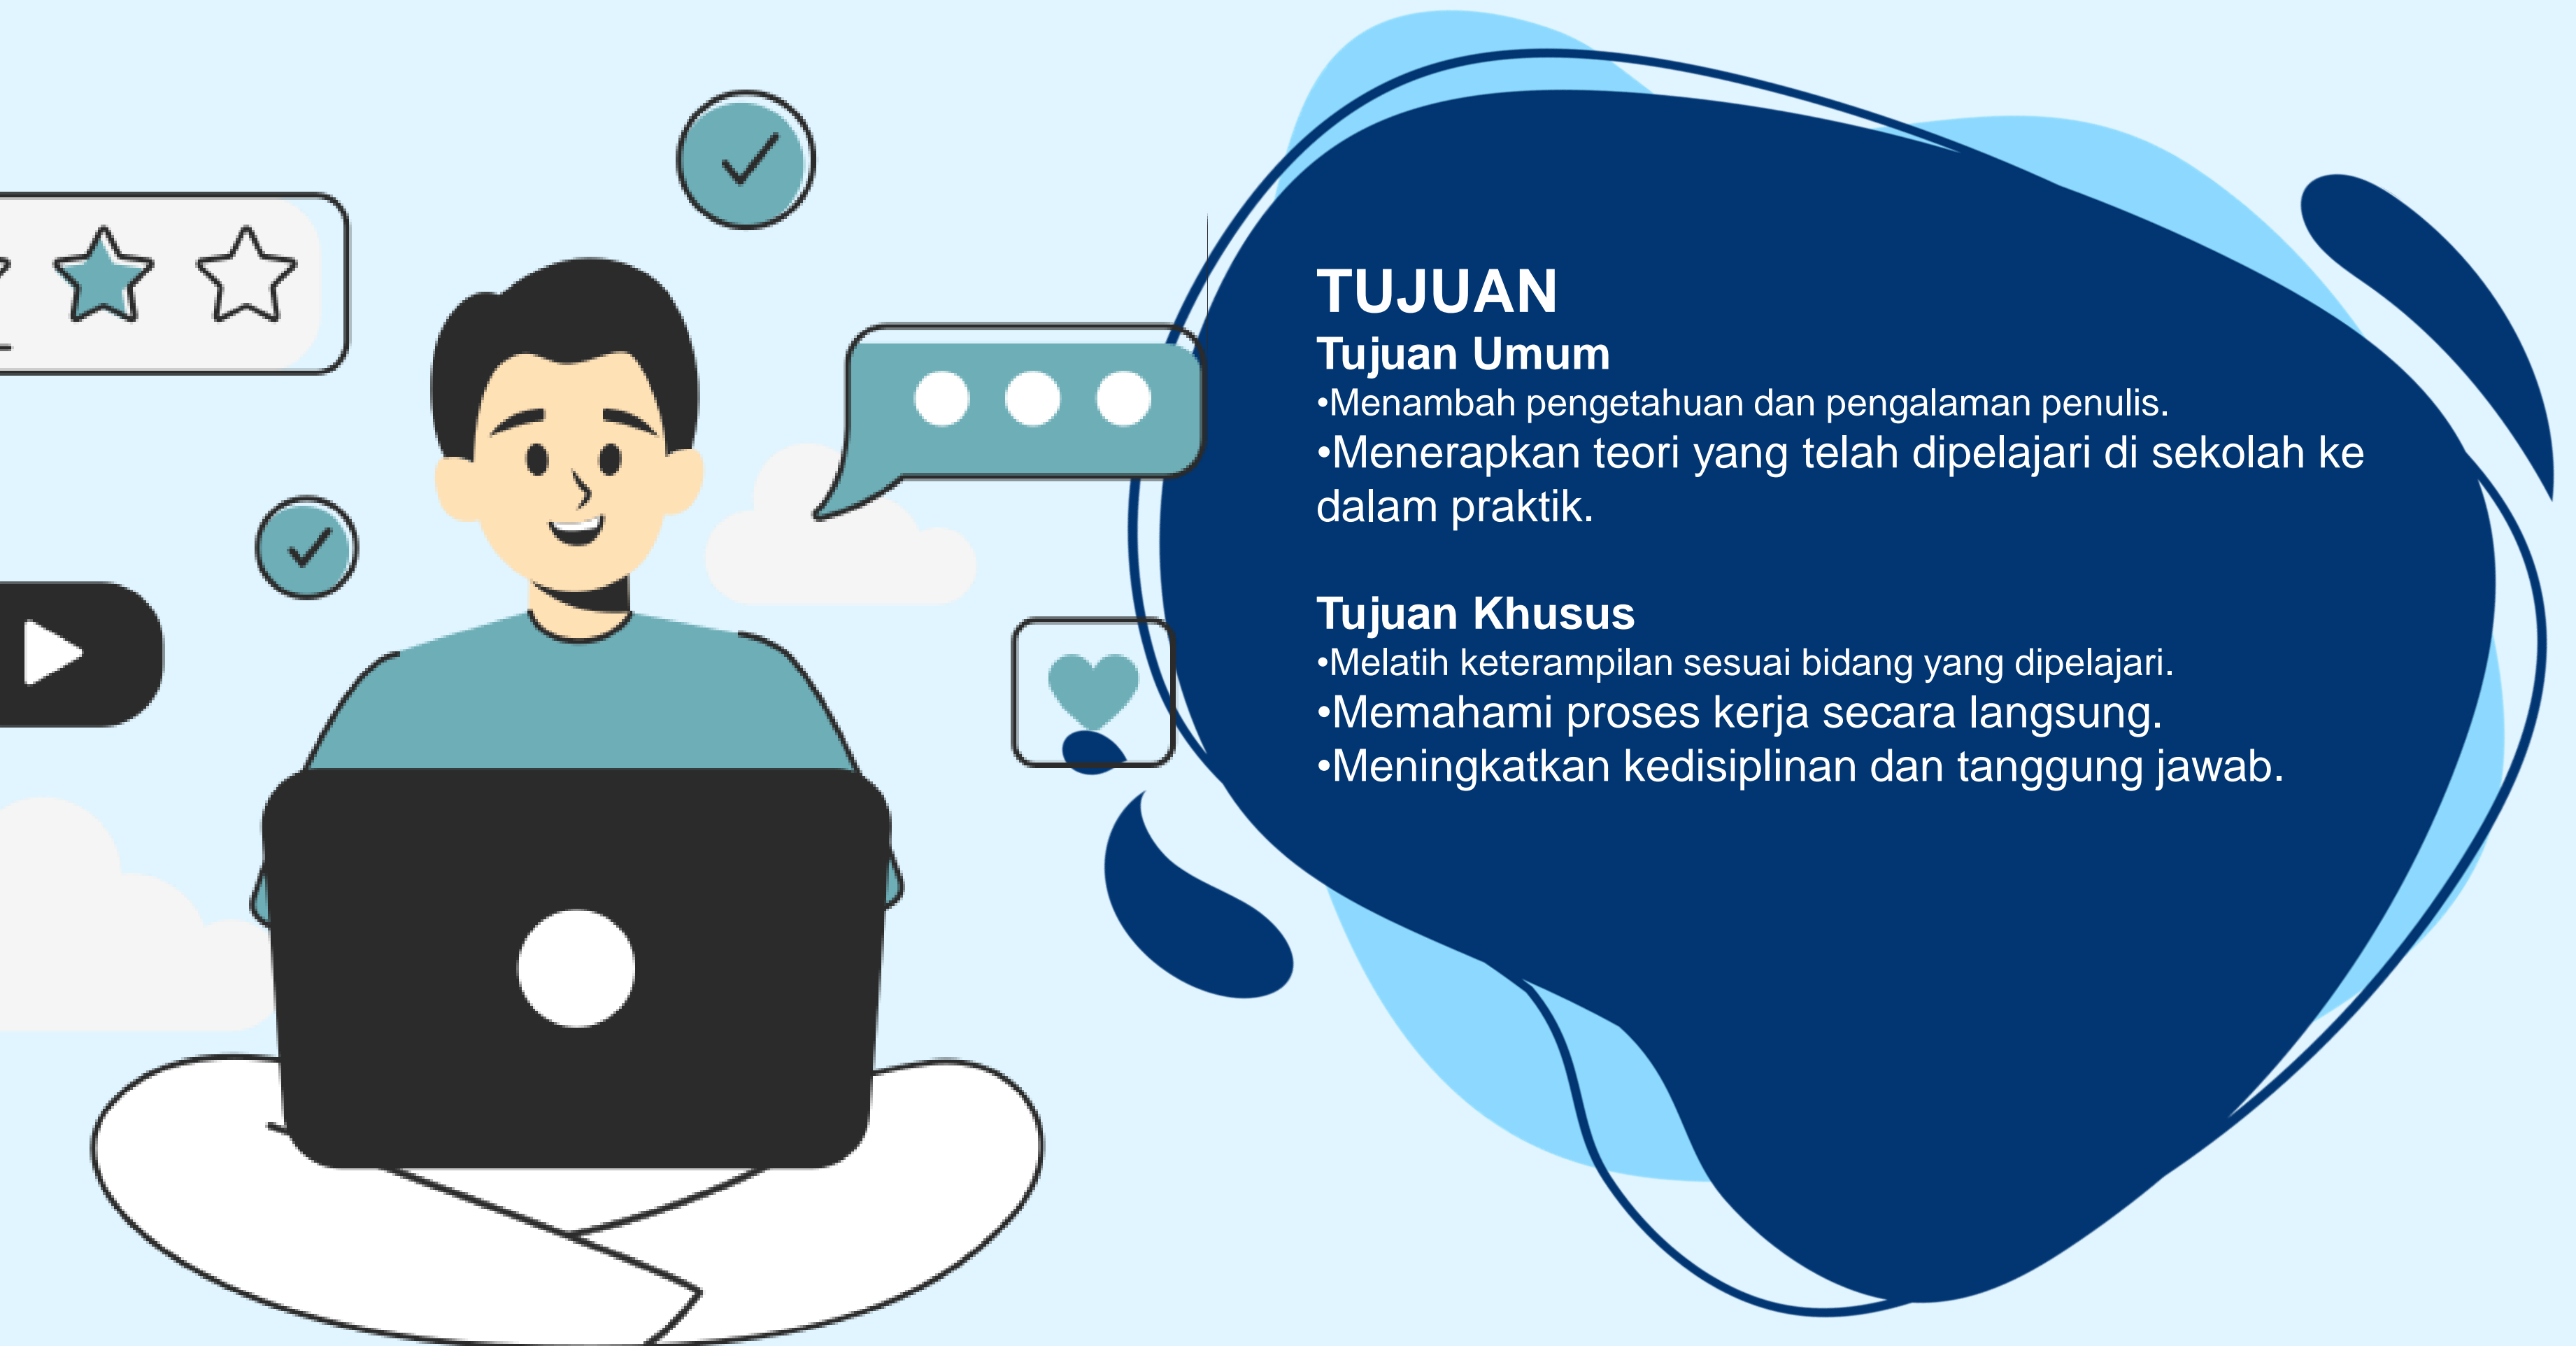 TUJUAN
Tujuan Umum
•Menambah pengetahuan dan pengalaman penulis.
•Menerapkan teori yang telah dipelajari di sekolah ke
dalam praktik.
Tujuan Khusus
•Melatih keterampilan sesuai bidang yang dipelajari.
•Memahami proses kerja secara langsung.
•Meningkatkan kedisiplinan dan tanggung jawab.